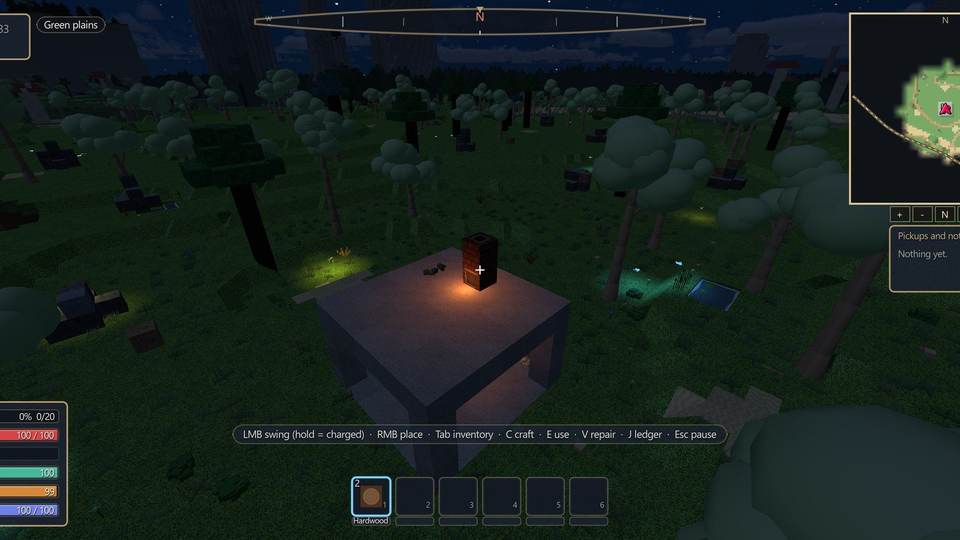 W
N
E
33
Green plains
N
+ - N
Pickups and not
Nothing yet.
0% 0/20
100 / 100
100
99
100 / 100
LMB swing (hold = charged) · RMB place · Tab inventory · C craft · E use · V repair · J ledger · Esc pause
2
1 2 3 4 5 6
Hardwood